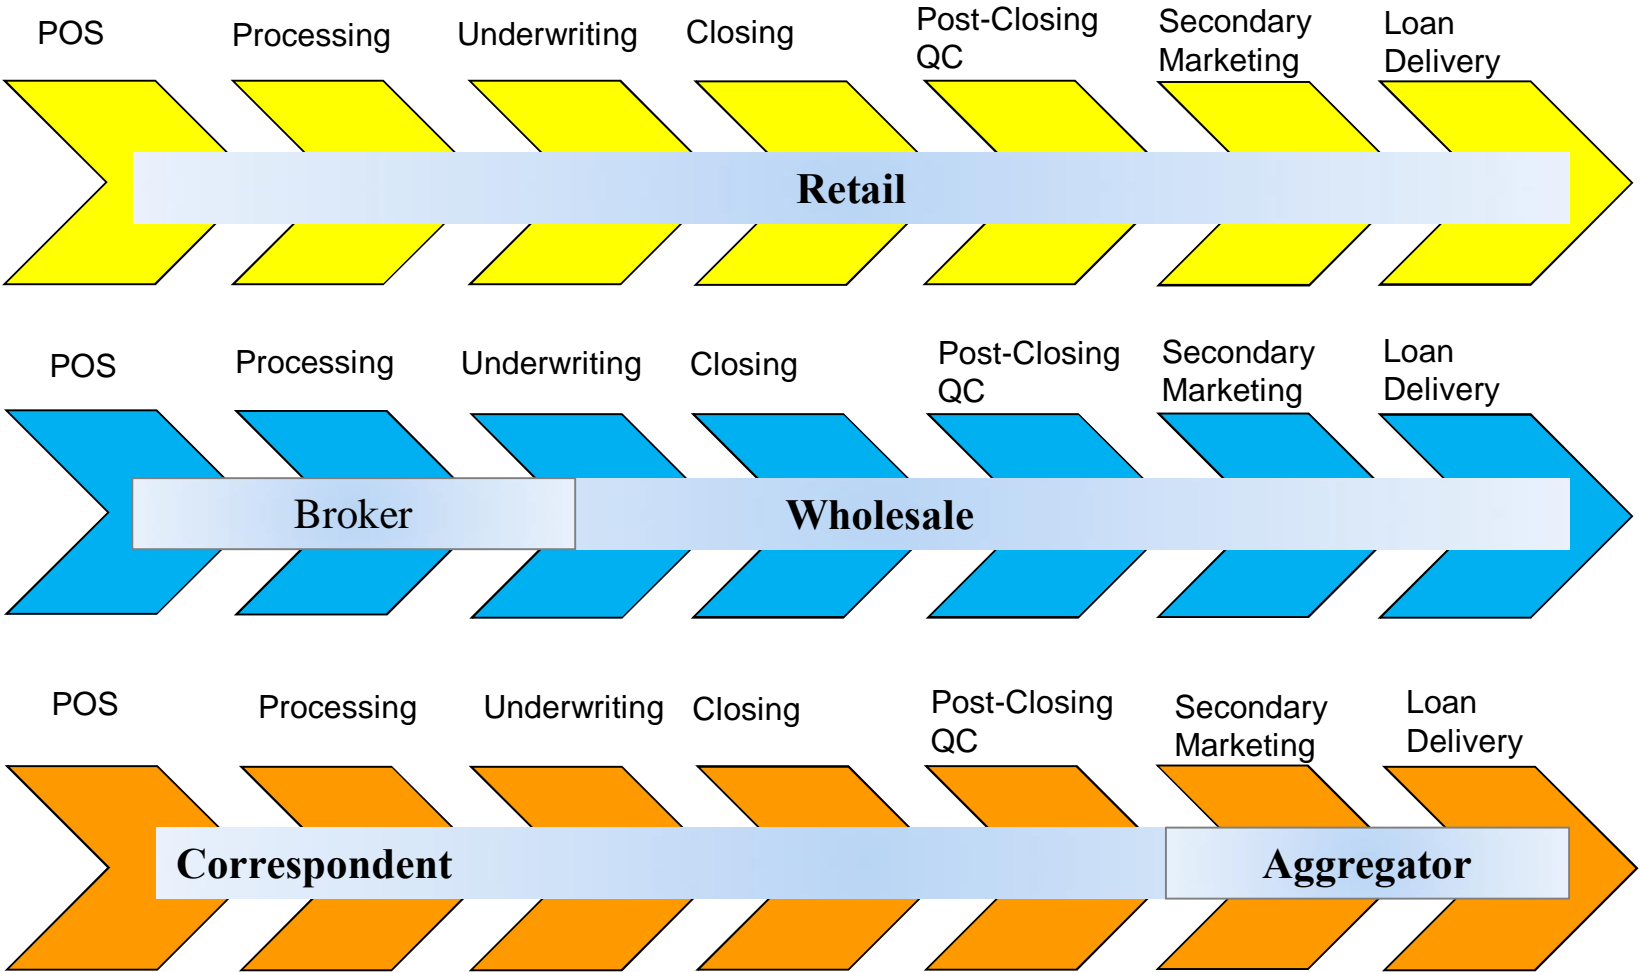 POS
Processing
Underwriting
Closing
Post-Closing
QC
Secondary
Marketing
Loan
Delivery
Retail
POS
Processing
Underwriting
Closing
Post-Closing
QC
Secondary
Marketing
Loan
Delivery
Broker
Wholesale
POS
Processing
Underwriting
Closing
Post-Closing
QC
Secondary
Marketing
Loan
Delivery
Correspondent
Aggregator